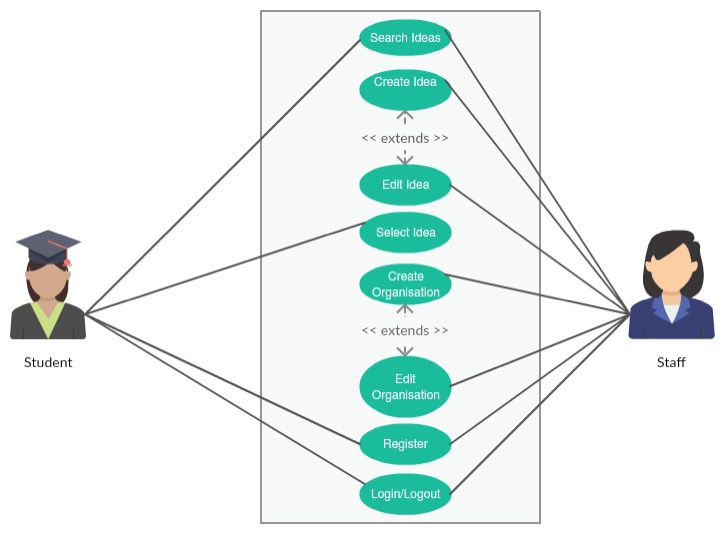 Search Ideas
Create Idea
<< extends >>
Edit Idea
Select Idea
Create
Organisation
<< extends >>
Student
Staff
Edit
Organisation
Register
Login/Logout